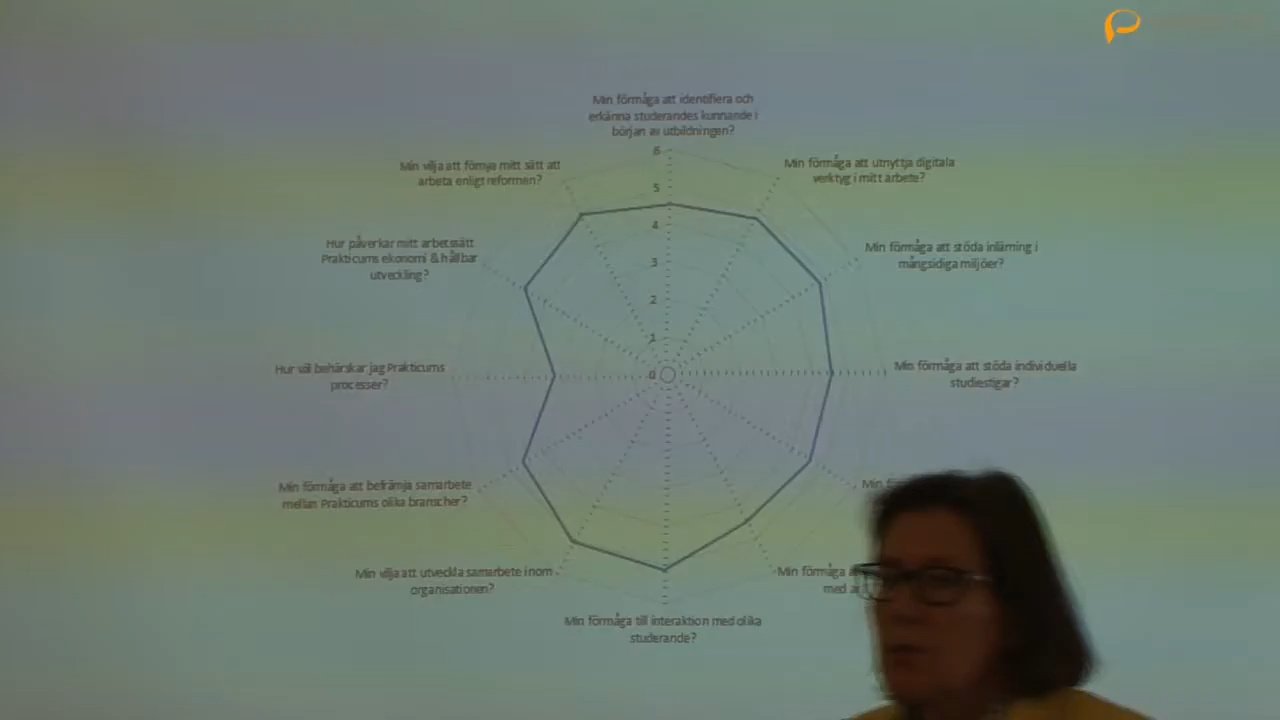 Min förmåga att identifiera och
erkänna studerandes kunnande i
början av utbildningen?
Min förmåga att utnyttja digitala
verktyg i mitt arbete?
Min förmåga att stöda inlärning i
mångsidiga miljöer?
Min förmåga att stöda individuella
studiestigar?
Min
Min förmåga
med
Min förmåga till interaktion med olika
studerande?
Min vilja att utveckla samarbete inom
organisationen?
Min förmåga att befrämja samarbete
mellan Prakticums olika branscher?
Hur väl behärskar jag Prakticums
processer?
Hur påverkar mitt arbetssätt
Prakticums ekonomi & hållbar
utveckling?
Min vilja att förnya mitt sätt att
arbeta enligt reformen?
6
5
4
3
2
1
0